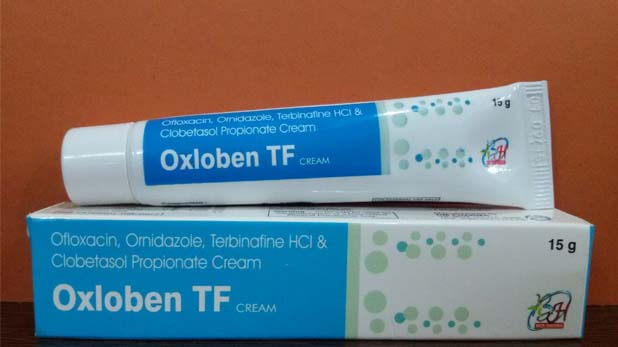 Ofloxacin, Ornidazole, Terbinafine HCl &
Clobetasol Propionate Cream
Oxloben TF CREAM
15 g
Ofloxacin, Ornidazole, Terbinafine HCl &
Clobetasol Propionate Cream
Oxloben TF CREAM
15 g